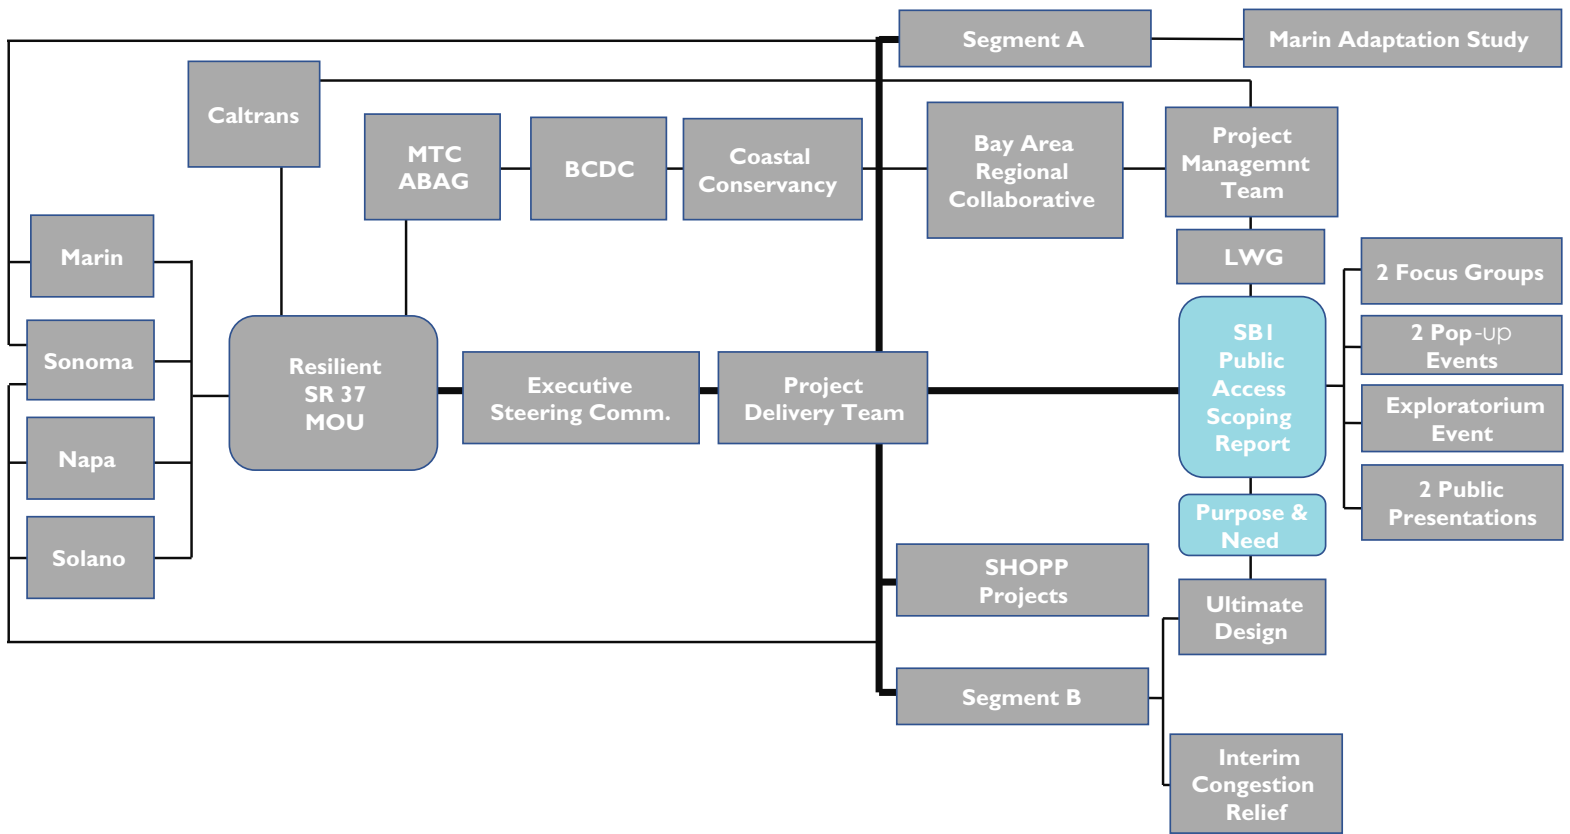 Segment A
Marin Adaptation Study
Caltrans
MTC
ABAG
BCDC
Coastal
Conservancy
Bay Area
Regional
Collaborative
Project
Managemnt
Team
Marin
LWG
2 Focus Groups
Sonoma
Resilient
SR 37
MOU
Executive
Steering Comm.
Project
Delivery Team
SB1
Public
Access
Scoping
Report
2 Pop-up
Events
Exploratorium
Event
Napa
2 Public
Presentations
Purpose &
Need
Solano
SHOPP
Projects
Ultimate
Design
Segment B
Interim
Congestion
Relief